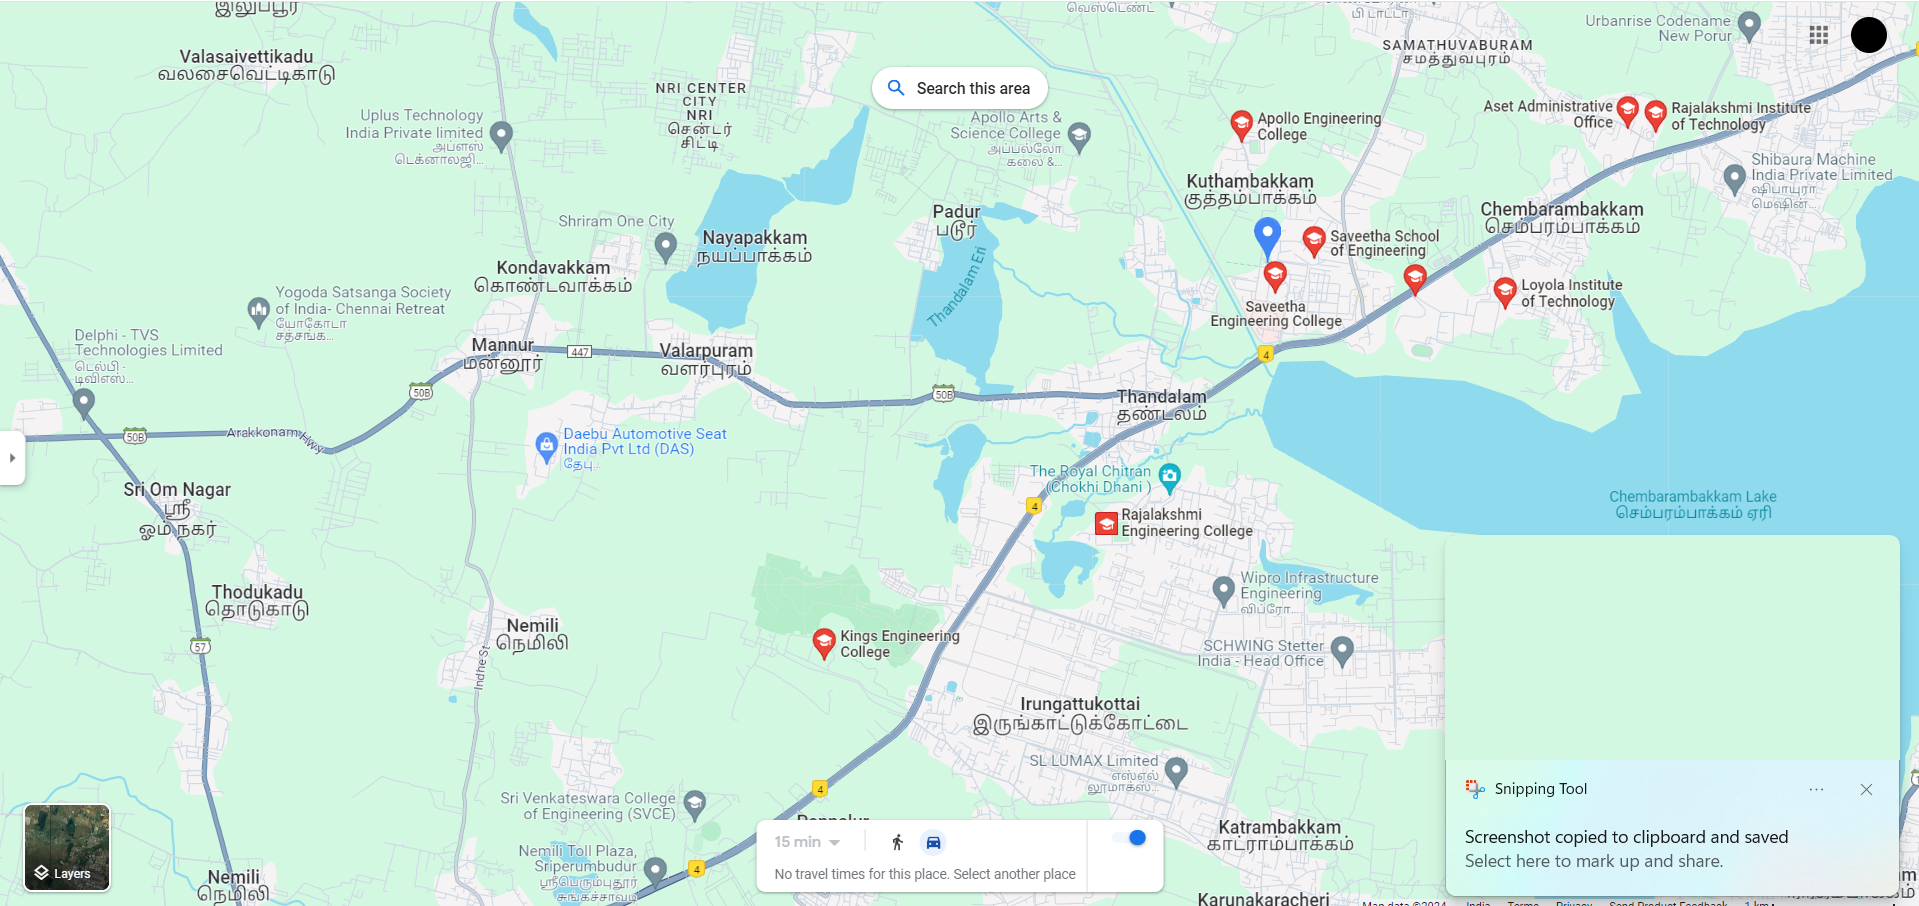 இலுப்பூர்
Valasaivettikadu
வலசைவெட்டிகாடு
Uplus Technology
India Private limited
அப்ளஸ்
டெக்னாலஜி...
NRI CENTER
CITY
NRI
சென்டர்
சிட்டி
வெஸ்டெண்ட்
பி டாட்டா
Search this area
Apollo Arts &
Science College
அப்பல்லோ
கலை &...
Apollo Engineering
College
SAMATHUVABURAM
சமத்துவபுரம்
Urbanrise Codename
New Porur
Aset Administrative
Office
Rajalakshmi Institute
of Technology
Shibaura Machine
India Private Limited
ஷிபாயுரா
மெஷின்...
Kuthambakkam
குத்தம்பாக்கம்
Chembarambakkam
செம்பரம்பாக்கம்
Shriram One City
Nayapakkam
நயப்பாக்கம்
Padur
படூர்
Thandalam Eri
Saveetha School
of Engineering
Saveetha
Engineering College
Loyola Institute
of Technology
Kondavakkam
கொண்டவாக்கம்
Yogoda Satsanga Society
of India- Chennai Retreat
யோகோடா
சத்சங்க...
Delphi - TVS
Technologies Limited
டெல்பி -
டிவிஎஸ்...
Mannur
மன்னூர்
447
Valarpuram
வளர்புரம்
4
50B
50B
50B
Arakkonam Hwy
Thandalam
தண்டலம்
Daebu Automotive Seat
India Pvt Ltd (DAS)
தேபு...
The Royal Chitran
(Chokhi Dhani )
4
Rajalakshmi
Engineering College
Chembarambakkam Lake
செம்பரம்பாக்கம் ஏரி
Sri Om Nagar
ஸ்ரீ
ஓம் நகர்
Thodukadu
தொடுகாடு
57
Nemili
நெமிலி
Indhe St
Kings Engineering
College
Wipro Infrastructure
Engineering
விப்ரோ...
SCHWING Stetter
India - Head Office
Irungattukottai
இருங்காட்டுக்கோட்டை
SL LUMAX Limited
எஸ்எல்
லூமாக்ஸ்...
4
Sri Venkateswara College
of Engineering (SVCE)
Pennalur
Nemili Toll Plaza,
Sriperumbudur
ஸ்ரீபெரும்புதூர்
சுங்கச்சாவடி
4
Nemili
நெமிலி
Layers
15 min
No travel times for this place. Select another place
Katrambakkam
காட்ராம்பாக்கம்
Karunakaracheri
Snipping Tool
Screenshot copied to clipboard and saved
Select here to mark up and share.
Map data ©2024 India Terms Privacy Send Product Feedback 1 km